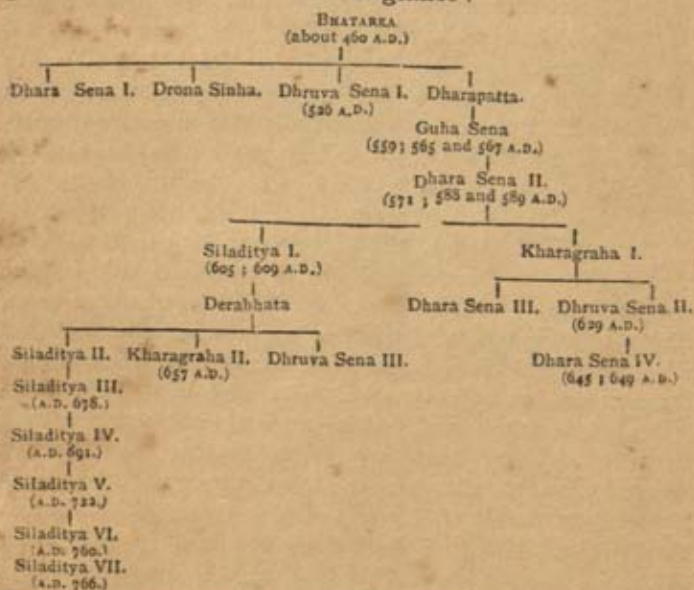 BHATARKA
(about 460 A.D.)
Dhara Sena I. Drona Sinha. Dhruva Sena I. Dharapatta.
(526 A.D.)
Guha Sena
(559; 565 and 567 A.D.)
Dhara Sena II.
(571 ; 588 and 589 A.D.)
Siladitya I. Kharagraha I.
(605 ; 609 A.D.)
Derabhata Dhara Sena III. Dhruva Sena II.
(629 A.D.)
Siladitya II. Kharagraha II. Dhruva Sena III. Dhara Sena IV.
(657 A.D.) (645 ; 649 A.D.)
Siladitya III.
(A.D. 678.)
Siladitya IV.
(A.D. 691.)
Siladitya V.
(A.D. 722.)
Siladitya VI.
(A.D. 760.)
Siladitya VII.
(A.D. 766.)